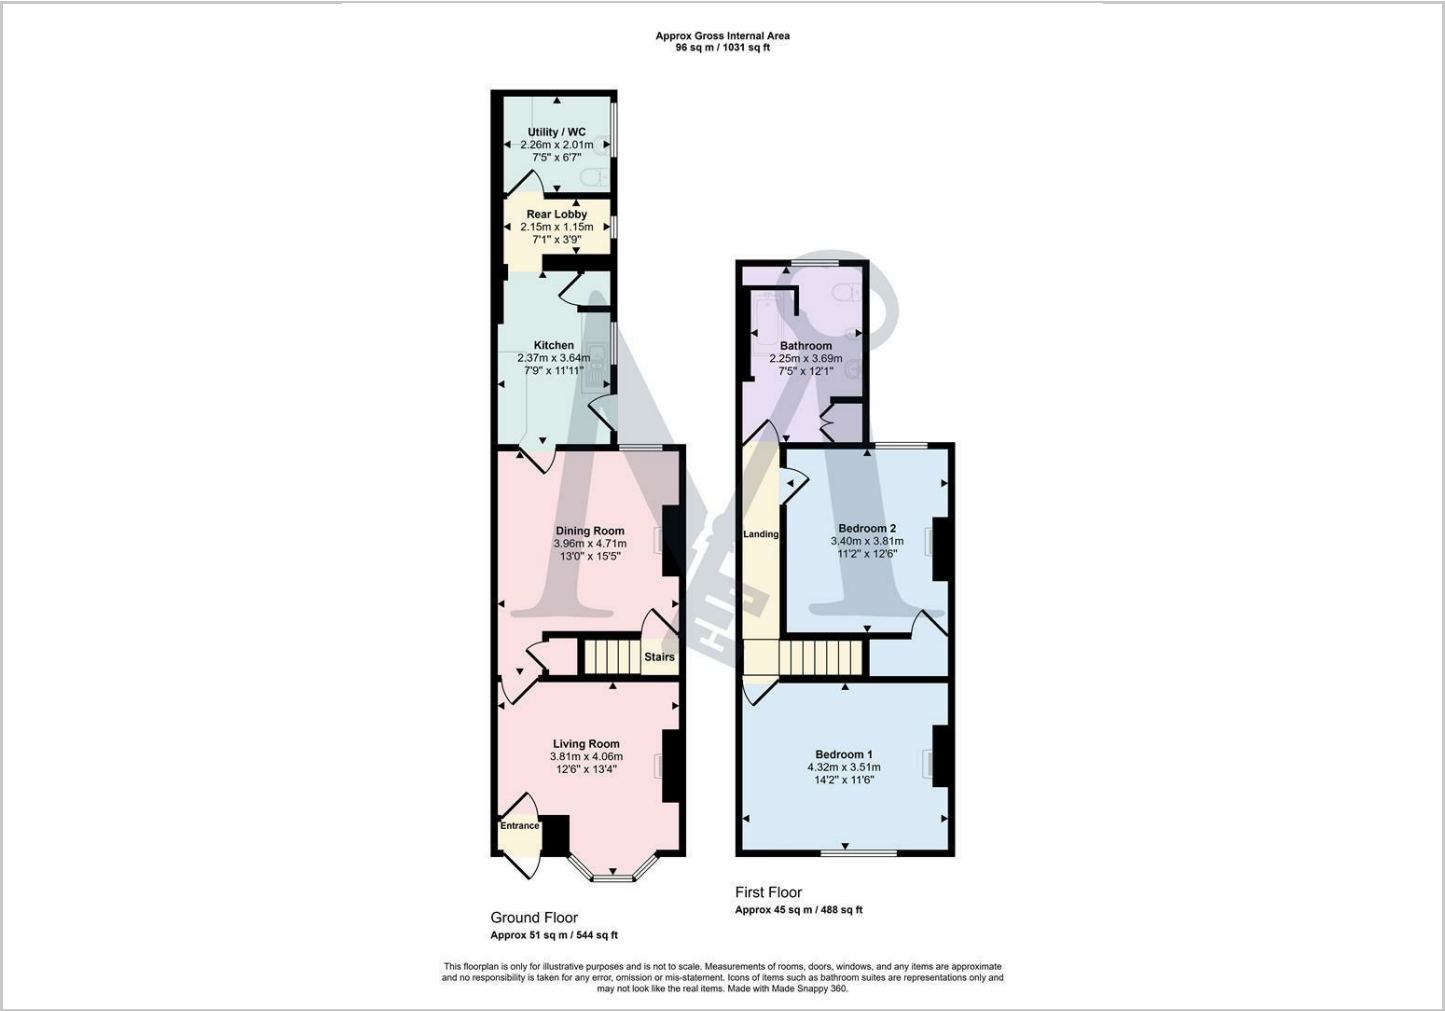 Approx Gross Internal Area
96 sq m / 1031 sq ft
Utility / WC
2.26m x 2.01m
7'5" x 6'7"
Rear Lobby
2.15m x 1.15m
7'1" x 3'9"
Kitchen
2.37m x 3.64m
7'9" x 11'11"
Dining Room
3.96m x 4.71m
13'0" x 15'5"
Stairs
Living Room
3.81m x 4.06m
12'6" x 13'4"
Entrance
Ground Floor
Approx 51 sq m / 544 sq ft
Bathroom
2.25m x 3.69m
7'5" x 12'1"
Landing
Bedroom 2
3.40m x 3.81m
11'2" x 12'6"
Bedroom 1
4.32m x 3.51m
14'2" x 11'6"
First Floor
Approx 45 sq m / 488 sq ft
This floorplan is only for illustrative purposes and is not to scale. Measurements of rooms, doors, windows, and any items are approximate
and no responsibility is taken for any error, omission or mis-statement. Icons of items such as bathroom suites are representations only and
may not look like the real items. Made with Made Snappy 360.